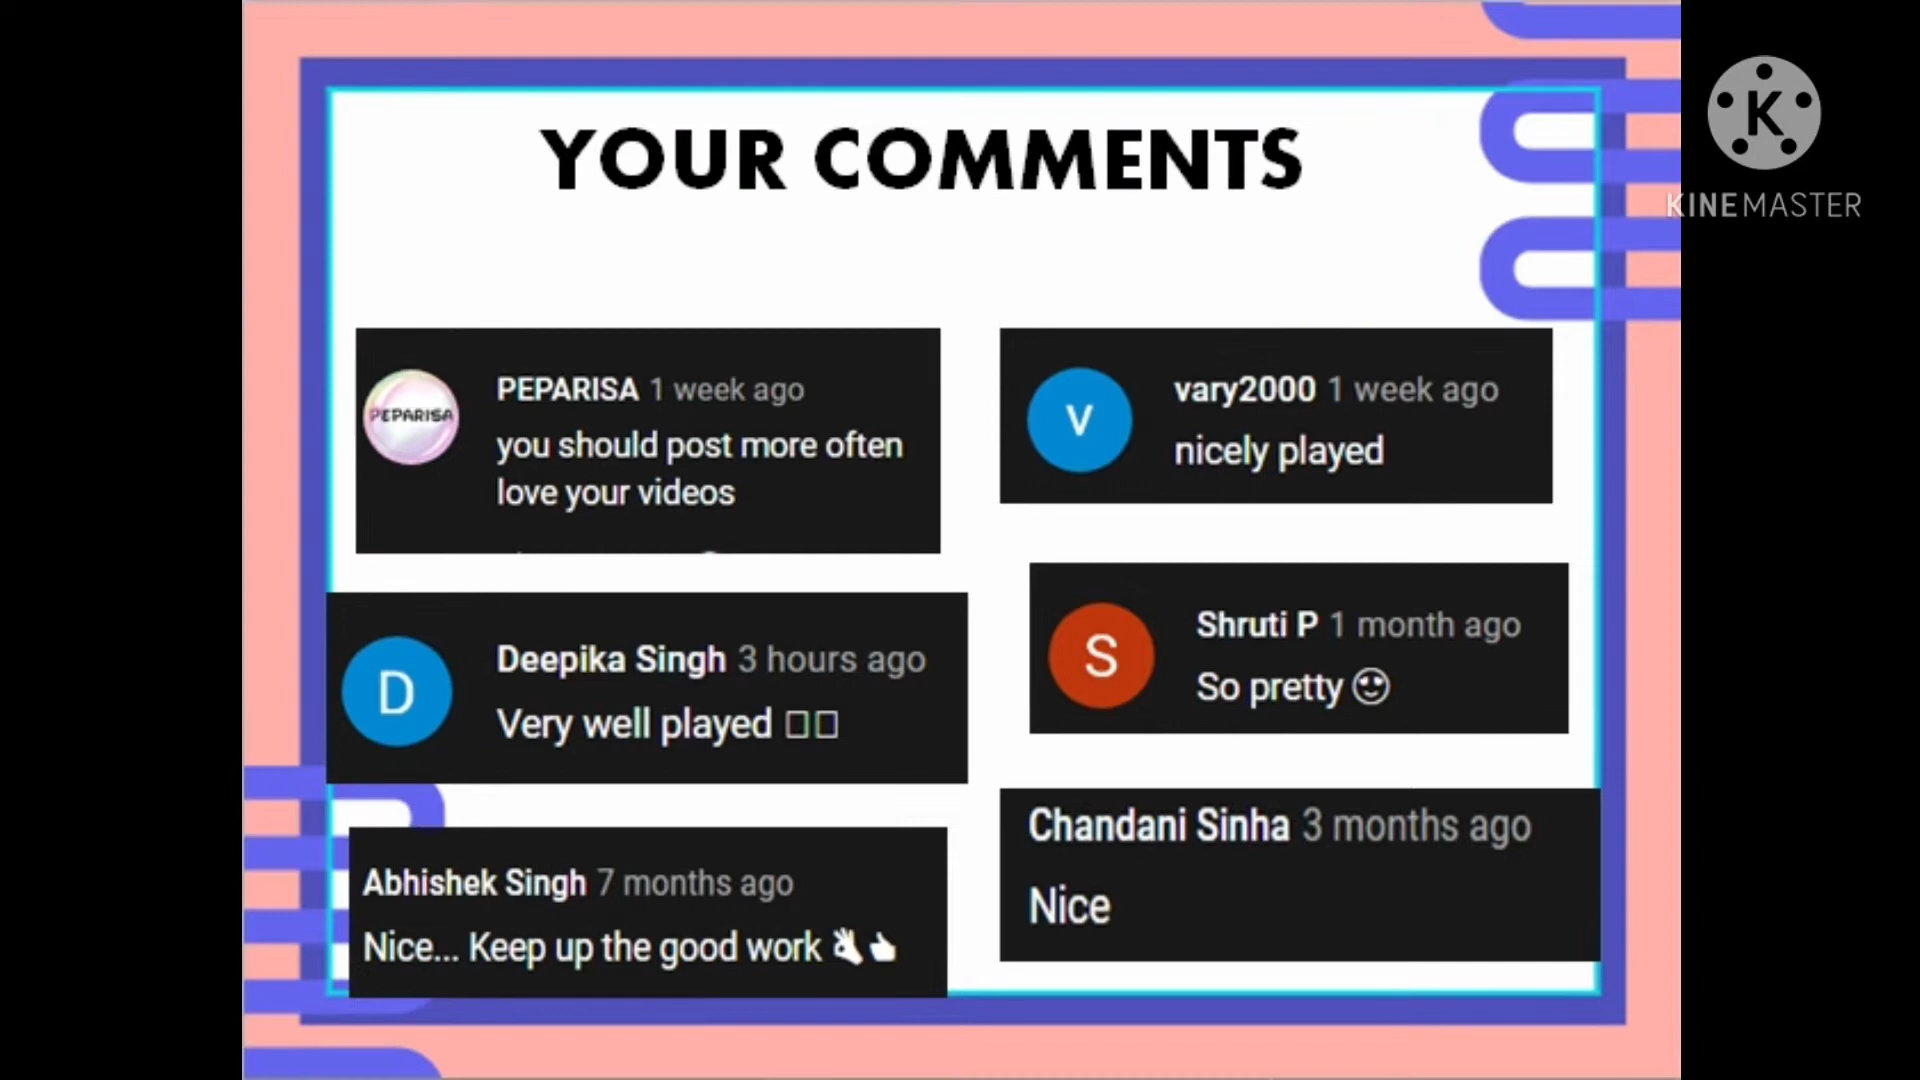 YOUR COMMENTS
K
KINEMASTER
PEPARISA
PEPARISA 1 week ago
you should post more often
love your videos
V
vary2000 1 week ago
nicely played
D
Deepika Singh 3 hours ago
Very well played
S
Shruti P 1 month ago
So pretty 😍
Abhishek Singh 7 months ago
Nice... Keep up the good work 👌👍
Chandani Sinha 3 months ago
Nice